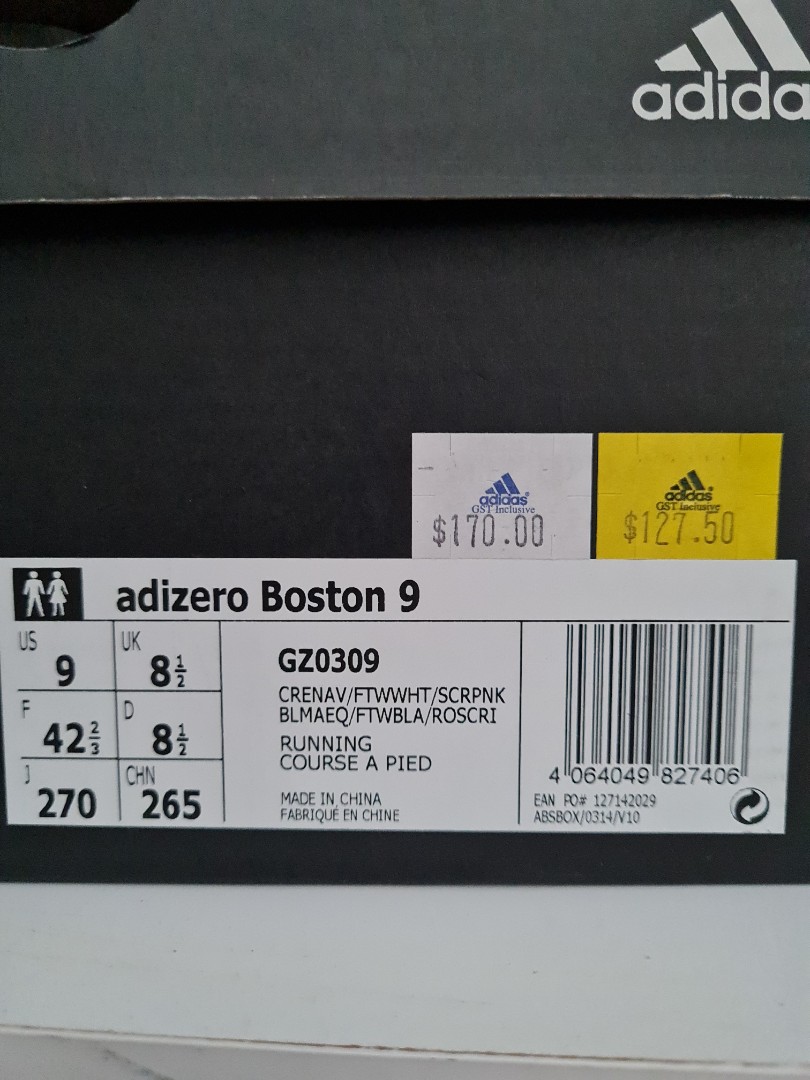 adida
adidas
GST Inclusive
$170.00
adidas
GST Inclusive
$127.50
adizero Boston 9
US 9
UK 8½
F 42⅔
D 8½
J 270
CHN 265
GZ0309
CRENAV/FTWWHT/SCRPNK
BLMAEQ/FTWBLA/ROSCRI
RUNNING
COURSE A PIED
MADE IN CHINA
FABRIQUÉ EN CHINE
4 064049 827406
EAN PO# 127142029
ABSBOX/0314/V10